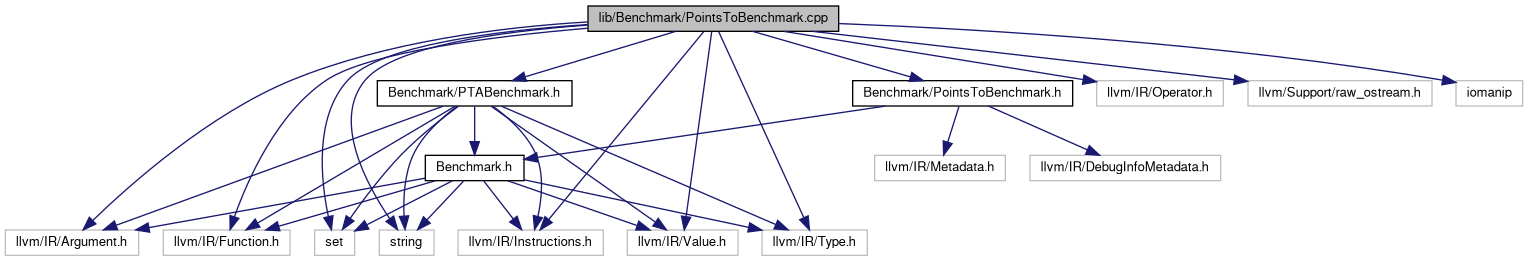 lib/Benchmark/PointsToBenchmark.cpp
Benchmark/PTABenchmark.h
Benchmark/PointsToBenchmark.h
llvm/IR/Operator.h
llvm/Support/raw_ostream.h
iomanip
Benchmark.h
llvm/IR/Metadata.h
llvm/IR/DebugInfoMetadata.h
llvm/IR/Argument.h
llvm/IR/Function.h
set
string
llvm/IR/Instructions.h
llvm/IR/Value.h
llvm/IR/Type.h